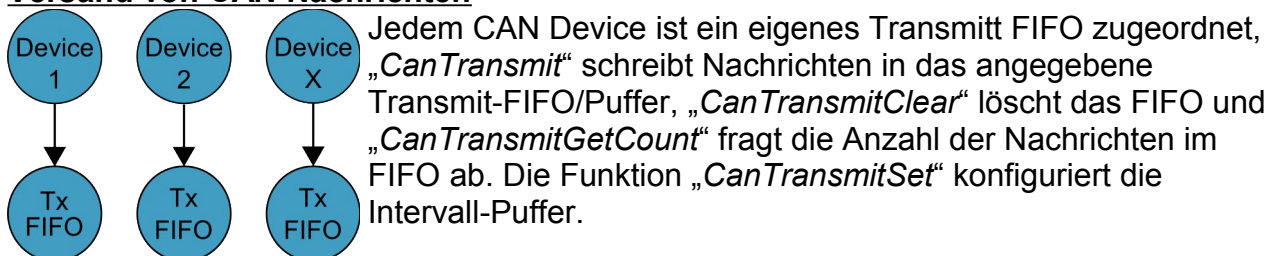 Versand von CAN-Nachrichten
Device 1
Device 2
Device X
Tx FIFO
Tx FIFO
Tx FIFO
Jedem CAN Device ist ein eigenes Transmitt FIFO zugeordnet,
„CanTransmit“ schreibt Nachrichten in das angegebene
Transmit-FIFO/Puffer, „CanTransmitClear“ löscht das FIFO und
„CanTransmitGetCount“ fragt die Anzahl der Nachrichten im
FIFO ab. Die Funktion „CanTransmitSet“ konfiguriert die
Intervall-Puffer.